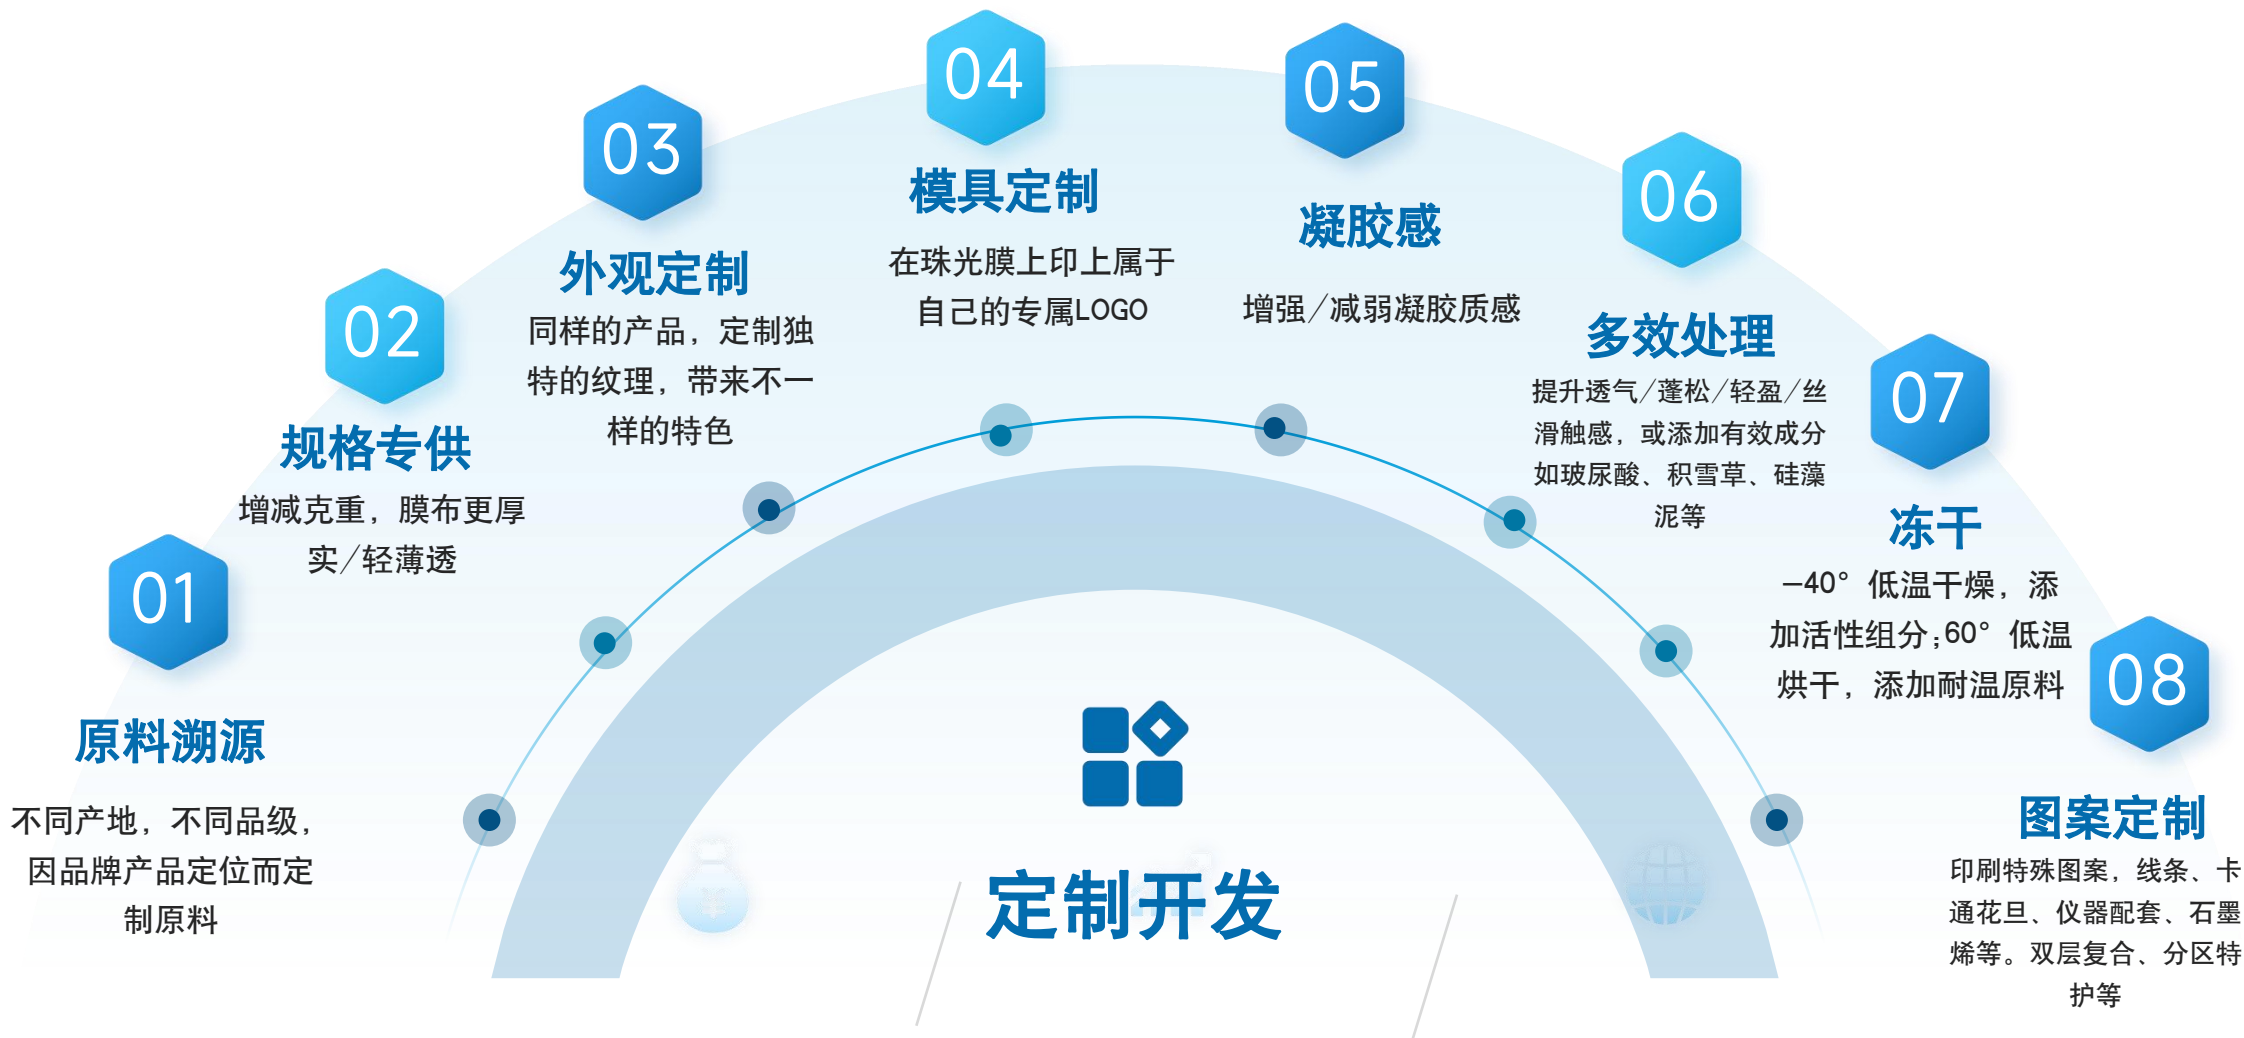 01
原料溯源
不同产地，不同品级，
因品牌产品定位而定
制原料
02
规格专供
增减克重，膜布更厚
实/轻薄透
03
外观定制
同样的产品，定制独
特的纹理，带来不一
样的特色
04
模具定制
在珠光膜上印上属于
自己的专属LOGO
05
凝胶感
增强/减弱凝胶质感
06
多效处理
提升透气/蓬松/轻盈/丝
滑触感，或添加有效成分
如玻尿酸、积雪草、硅藻
泥等
07
冻干
-40°低温干燥，添
加活性组分;60°低温
烘干，添加耐温原料
08
图案定制
印刷特殊图案，线条、卡
通花旦、仪器配套、石墨
烯等。双层复合、分区特
护等
定制开发